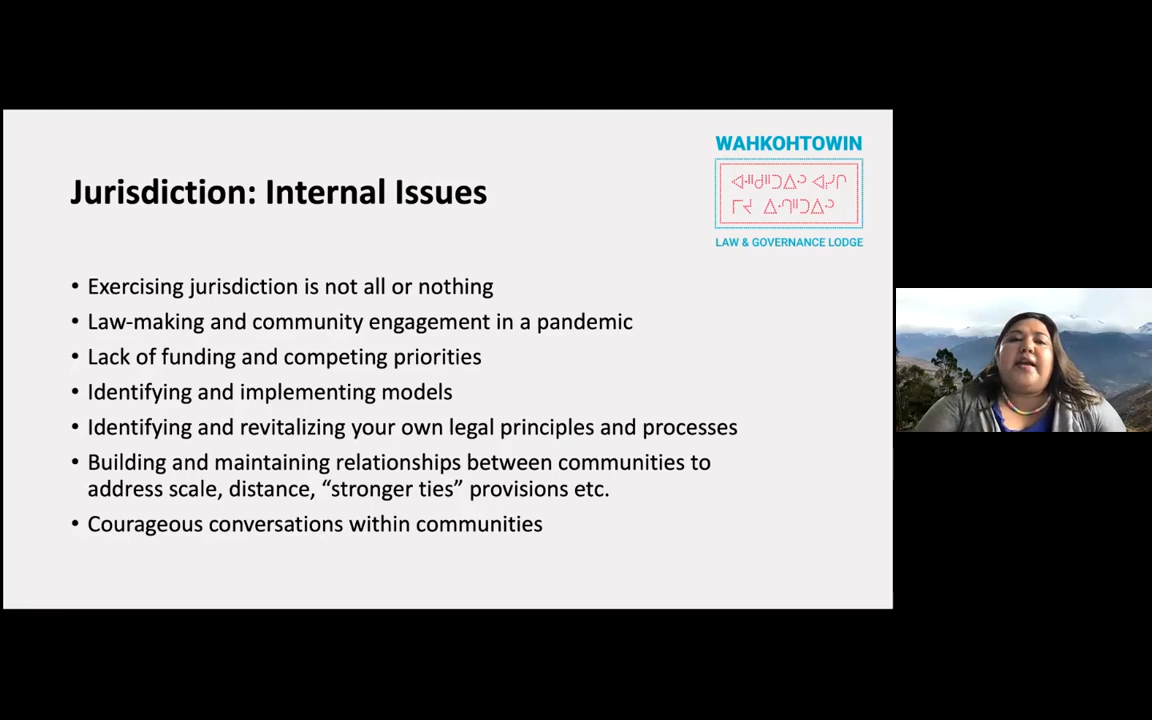 WAHKOHTOWIN
ᐊᐧᐦᑯᐦᑐᐃᐧᐣ ᐊᓯᒋ
LAW & GOVERNANCE LODGE
Jurisdiction: Internal Issues
• Exercising jurisdiction is not all or nothing
• Law-making and community engagement in a pandemic
• Lack of funding and competing priorities
• Identifying and implementing models
• Identifying and revitalizing your own legal principles and processes
• Building and maintaining relationships between communities to
address scale, distance, “stronger ties” provisions etc.
• Courageous conversations within communities